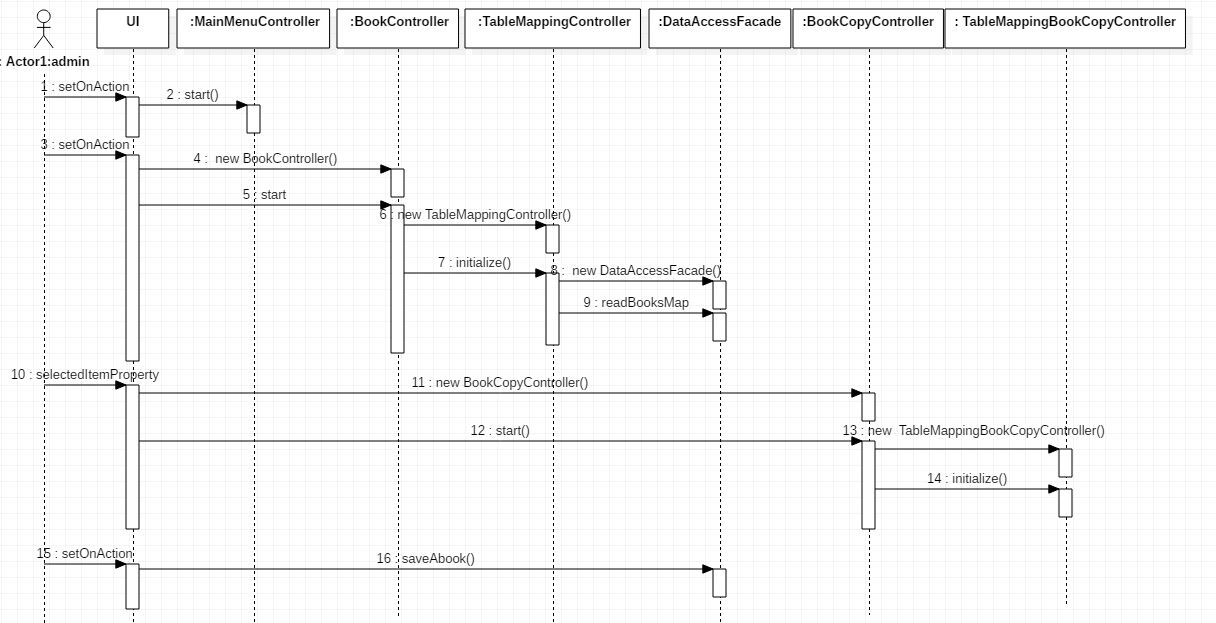 UI
:MainMenuController
:BookController
:TableMappingController
:DataAccessFacade
:BookCopyController
: TableMappingBookCopyController
: Actor1:admin
1 : setOnAction
2 : start()
3 : setOnAction
4 : new BookController()
5 : start
6 : new TableMappingController()
7 : initialize()
8 : new DataAccessFacade()
9 : readBooksMap
10 : selectedItemProperty
11 : new BookCopyController()
12 : start()
13 : new TableMappingBookCopyController()
14 : initialize()
15 : setOnAction
16 : saveAbook()